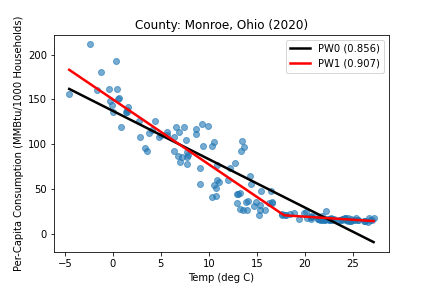 County: Monroe, Ohio (2020)
PW0 (0.856)
PW1 (0.907)
Per-Capita Consumption (MMBtu/1000 Households)
200
150
100
50
0
−5 0 5 10 15 20 25
Temp (deg C)